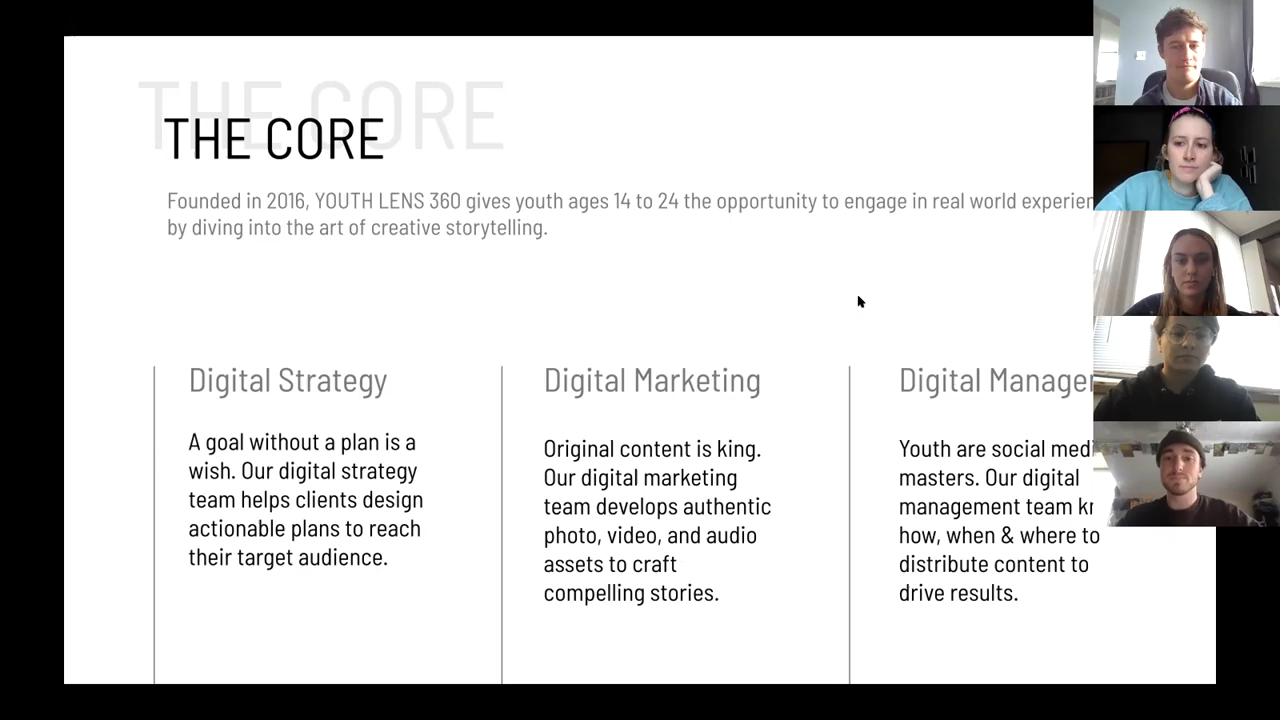 THE CORE
THE CORE
Founded in 2016, YOUTH LENS 360 gives youth ages 14 to 24 the opportunity to engage in real world
by diving into the art of creative storytelling.
Digital Strategy
A goal without a plan is a
wish. Our digital strategy
team helps clients design
actionable plans to reach
their target audience.
Digital Marketing
Original content is king.
Our digital marketing
team develops authentic
photo, video, and audio
assets to craft
compelling stories.
Digital
Youth are social
masters. Our digital
management team
how, when & where to
distribute content to
drive results.